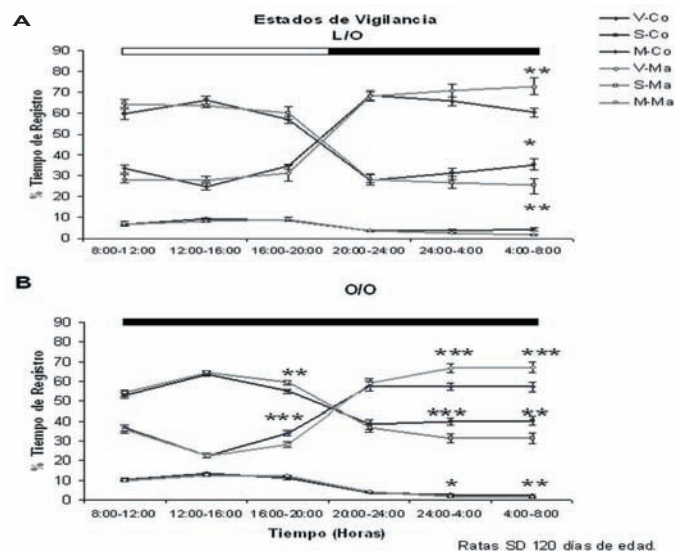 A
Estados de Vigilancia
L/O
V-Co
S-Co
M-Co
V-Ma
S-Ma
M-Ma
% Tiempo de Registro
90
80
70
60
50
40
30
20
10
0
**
*
**
8:00-12:00 12:00-16:00 16:00-20:00 20:00-24:00 24:00-4:00 4:00-8:00
B
O/O
% Tiempo de Registro
90
80
70
60
50
40
30
20
10
0
** *** ***
*** *** **
* **
8:00-12:00 12:00-16:00 16:00-20:00 20:00-24:00 24:00-4:00 4:00-8:00
Tiempo (Horas)
Ratas SD 120 días de edad.